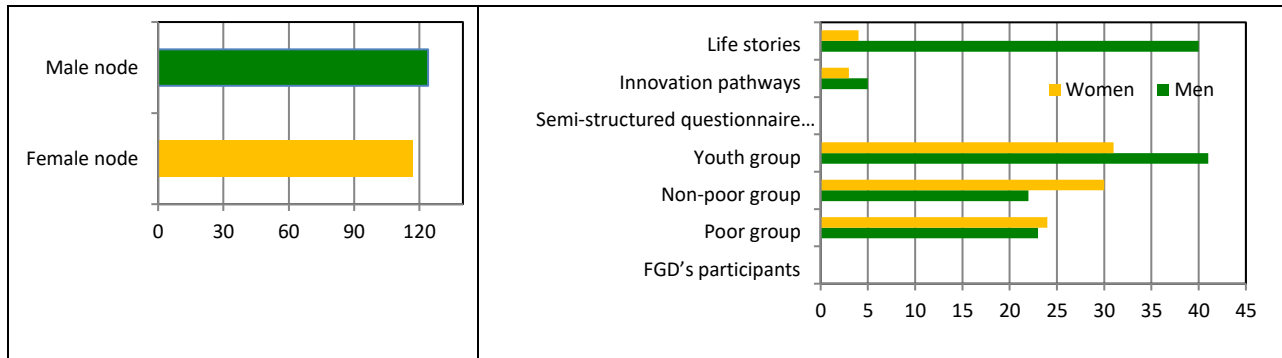 Male node
Female node
0 30 60 90 120
Life stories
Innovation pathways
Semi-structured questionnaire...
Youth group
Non-poor group
Poor group
FGD’s participants
Women Men
0 5 10 15 20 25 30 35 40 45